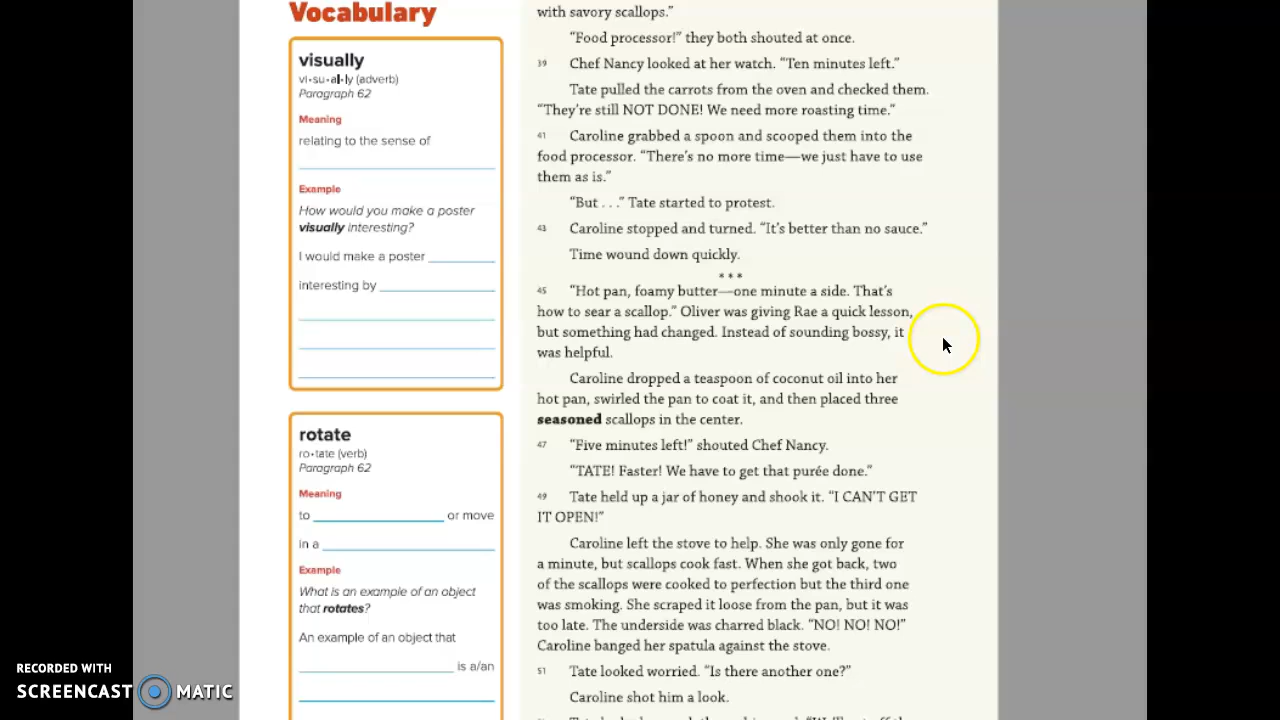 Vocabulary
visually
vi•su•al•ly (adverb)
Paragraph 62
Meaning
relating to the sense of
Example
How would you make a poster
visually interesting?
I would make a poster
interesting by
rotate
ro•tate (verb)
Paragraph 62
Meaning
to or move
in a
Example
What is an example of an object
that rotates?
An example of an object that
is a/an
with savory scallops.”
“Food processor!” they both shouted at once.
39 Chef Nancy looked at her watch. “Ten minutes left.”
Tate pulled the carrots from the oven and checked them.
“They’re still NOT DONE! We need more roasting time.”
41 Caroline grabbed a spoon and scooped them into the
food processor. “There’s no more time—we just have to use
them as is.”
“But . . .” Tate started to protest.
43 Caroline stopped and turned. “It’s better than no sauce.”
Time wound down quickly.
* * *
45 “Hot pan, foamy butter—one minute a side. That’s
how to sear a scallop.” Oliver was giving Rae a quick lesson,
but something had changed. Instead of sounding bossy, it
was helpful.
Caroline dropped a teaspoon of coconut oil into her
hot pan, swirled the pan to coat it, and then placed three
seasoned scallops in the center.
47 “Five minutes left!” shouted Chef Nancy.
“TATE! Faster! We have to get that purée done.”
49 Tate held up a jar of honey and shook it. “I CAN’T GET
IT OPEN!”
Caroline left the stove to help. She was only gone for
a minute, but scallops cook fast. When she got back, two
of the scallops were cooked to perfection but the third one
was smoking. She scraped it loose from the pan, but it was
too late. The underside was charred black. “NO! NO! NO!”
Caroline banged her spatula against the stove.
51 Tate looked worried. “Is there another one?”
Caroline shot him a look.
RECORDED WITH
SCREENCAST MATIC